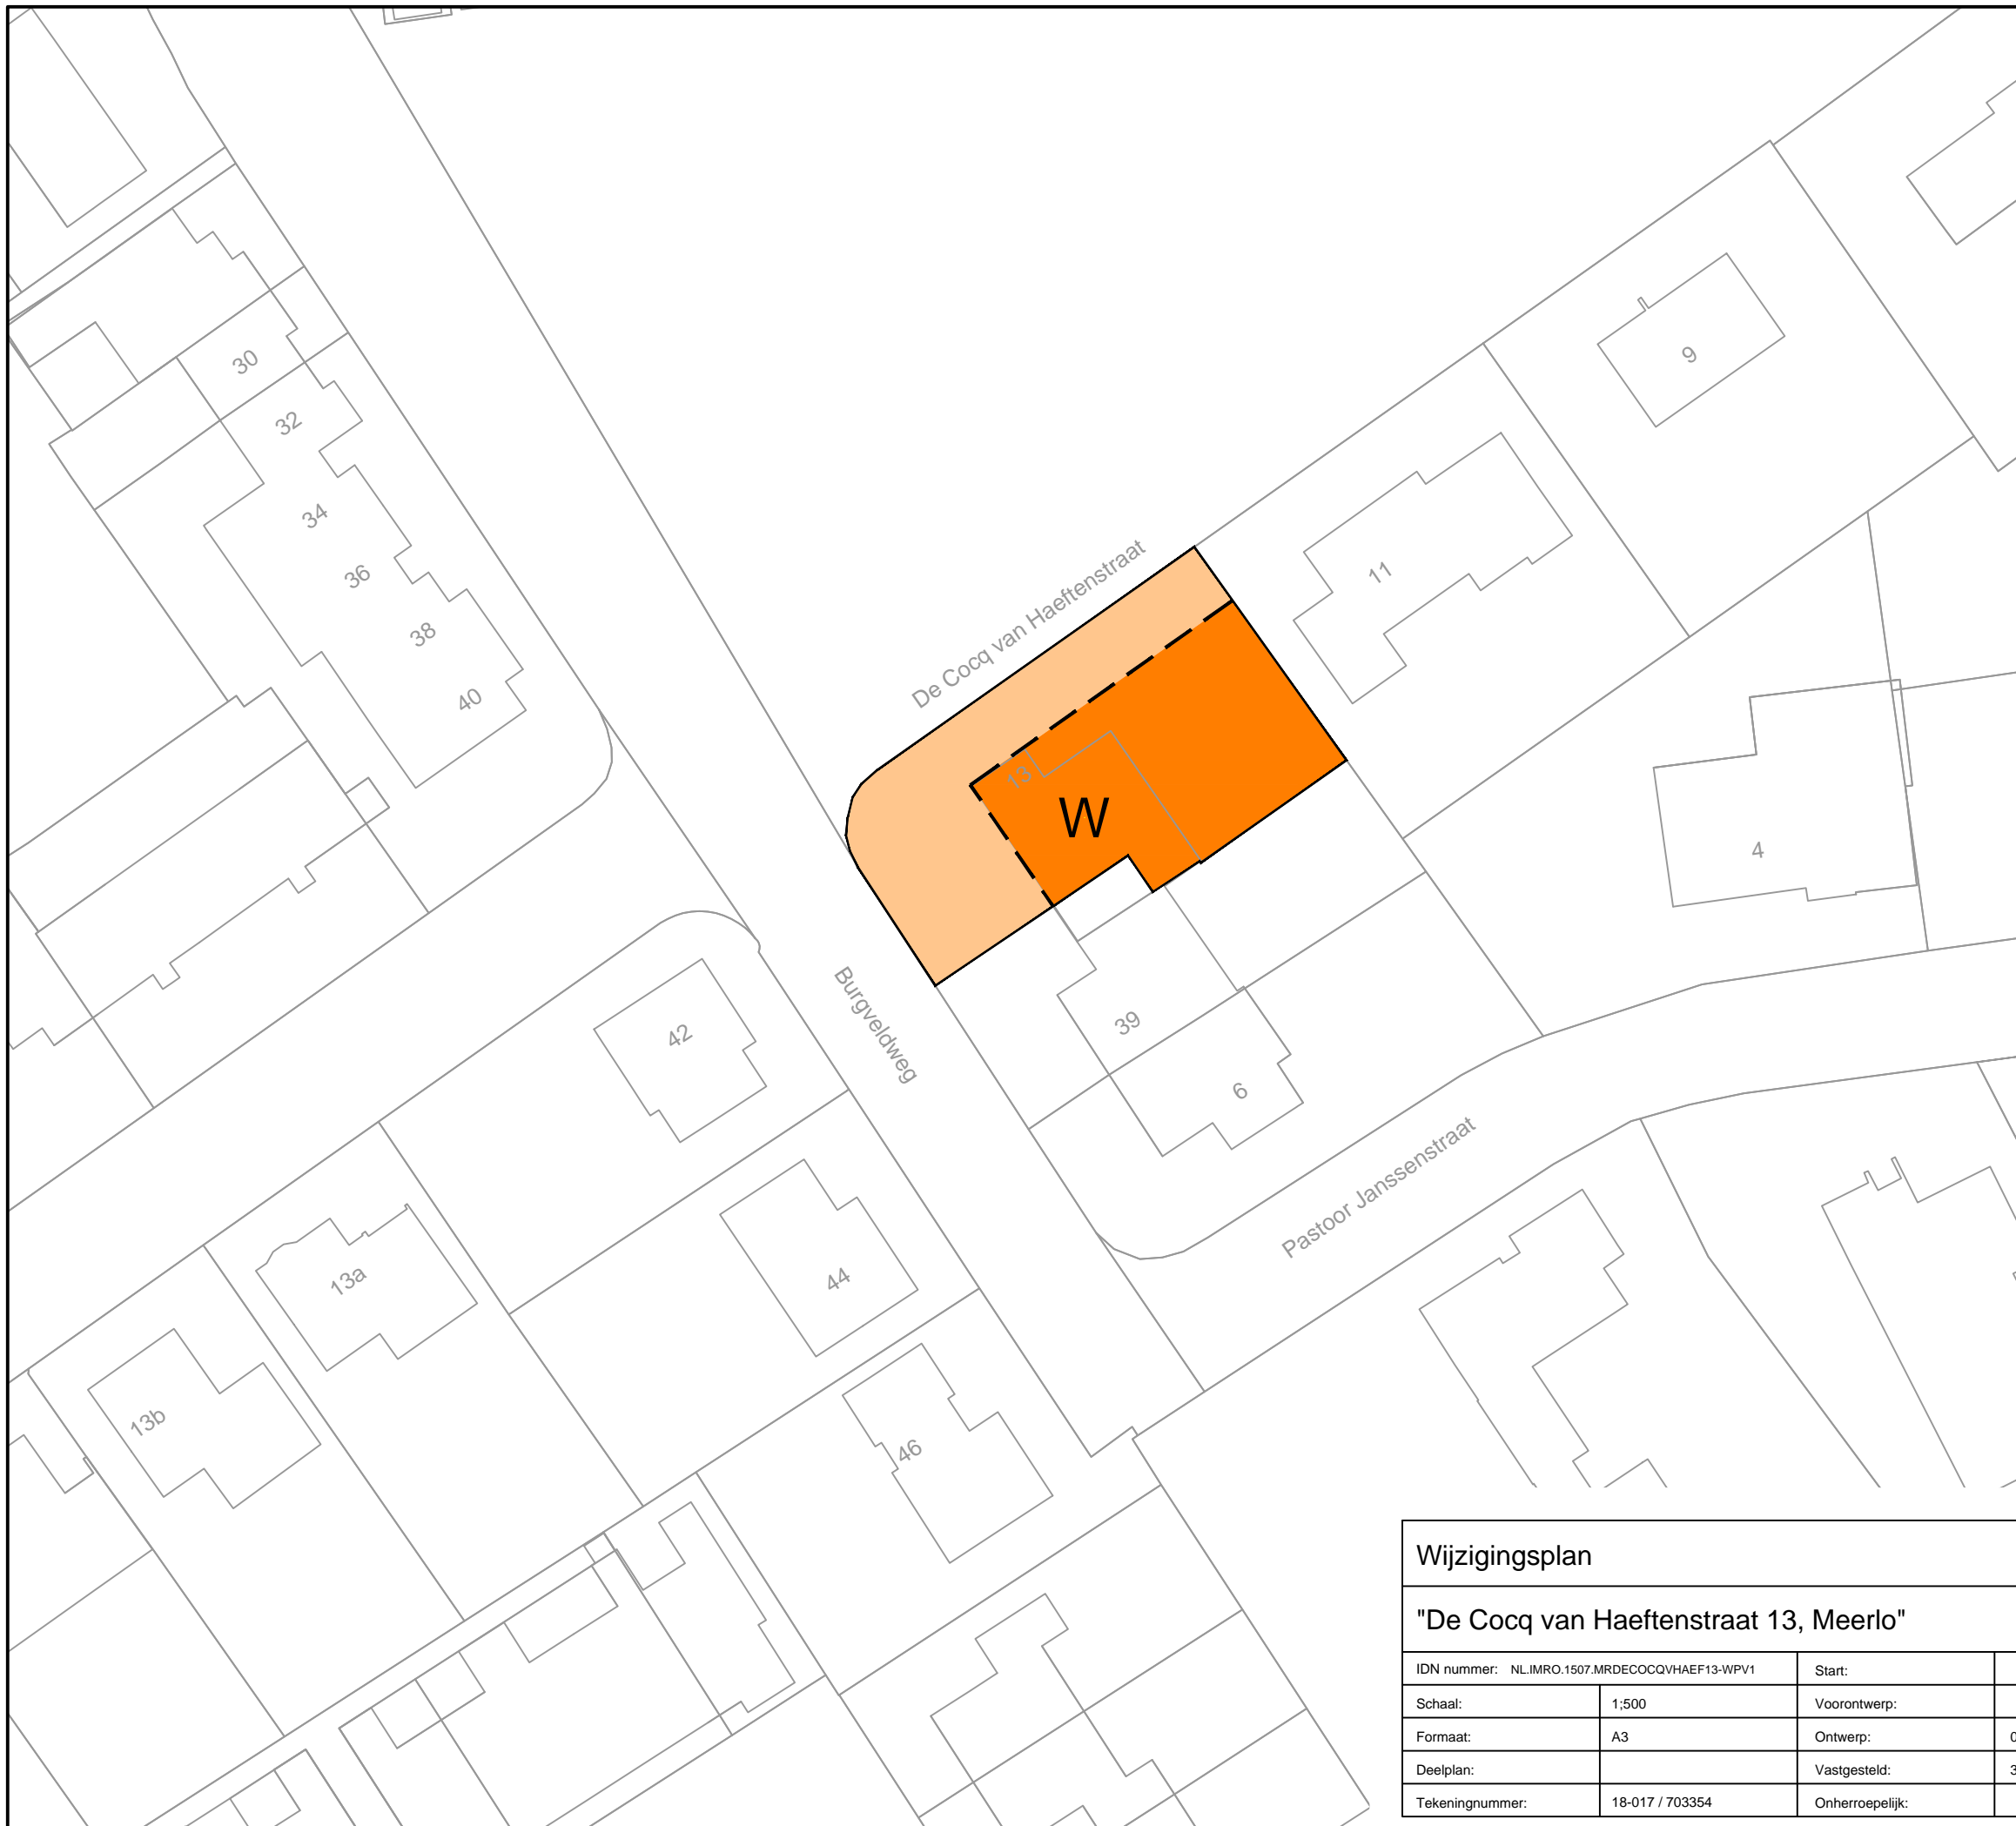 30
32
34
36
38
40
9
11
De Cocq van Haeftenstraat
13
W
4
Burgveldweg
42
39
6
Pastoor Janssenstraat
44
13a
13b
46
Wijzigingsplan
"De Cocq van Haeftenstraat 13, Meerlo"
IDN nummer: NL.IMRO.1507.MRDECOCQVHAEF13-WPV1 Start:
Schaal: 1;500 Voorontwerp:
Formaat: A3 Ontwerp:
Deelplan: Vastgesteld:
Tekeningnummer: 18-017 / 703354 Onherroepelijk: